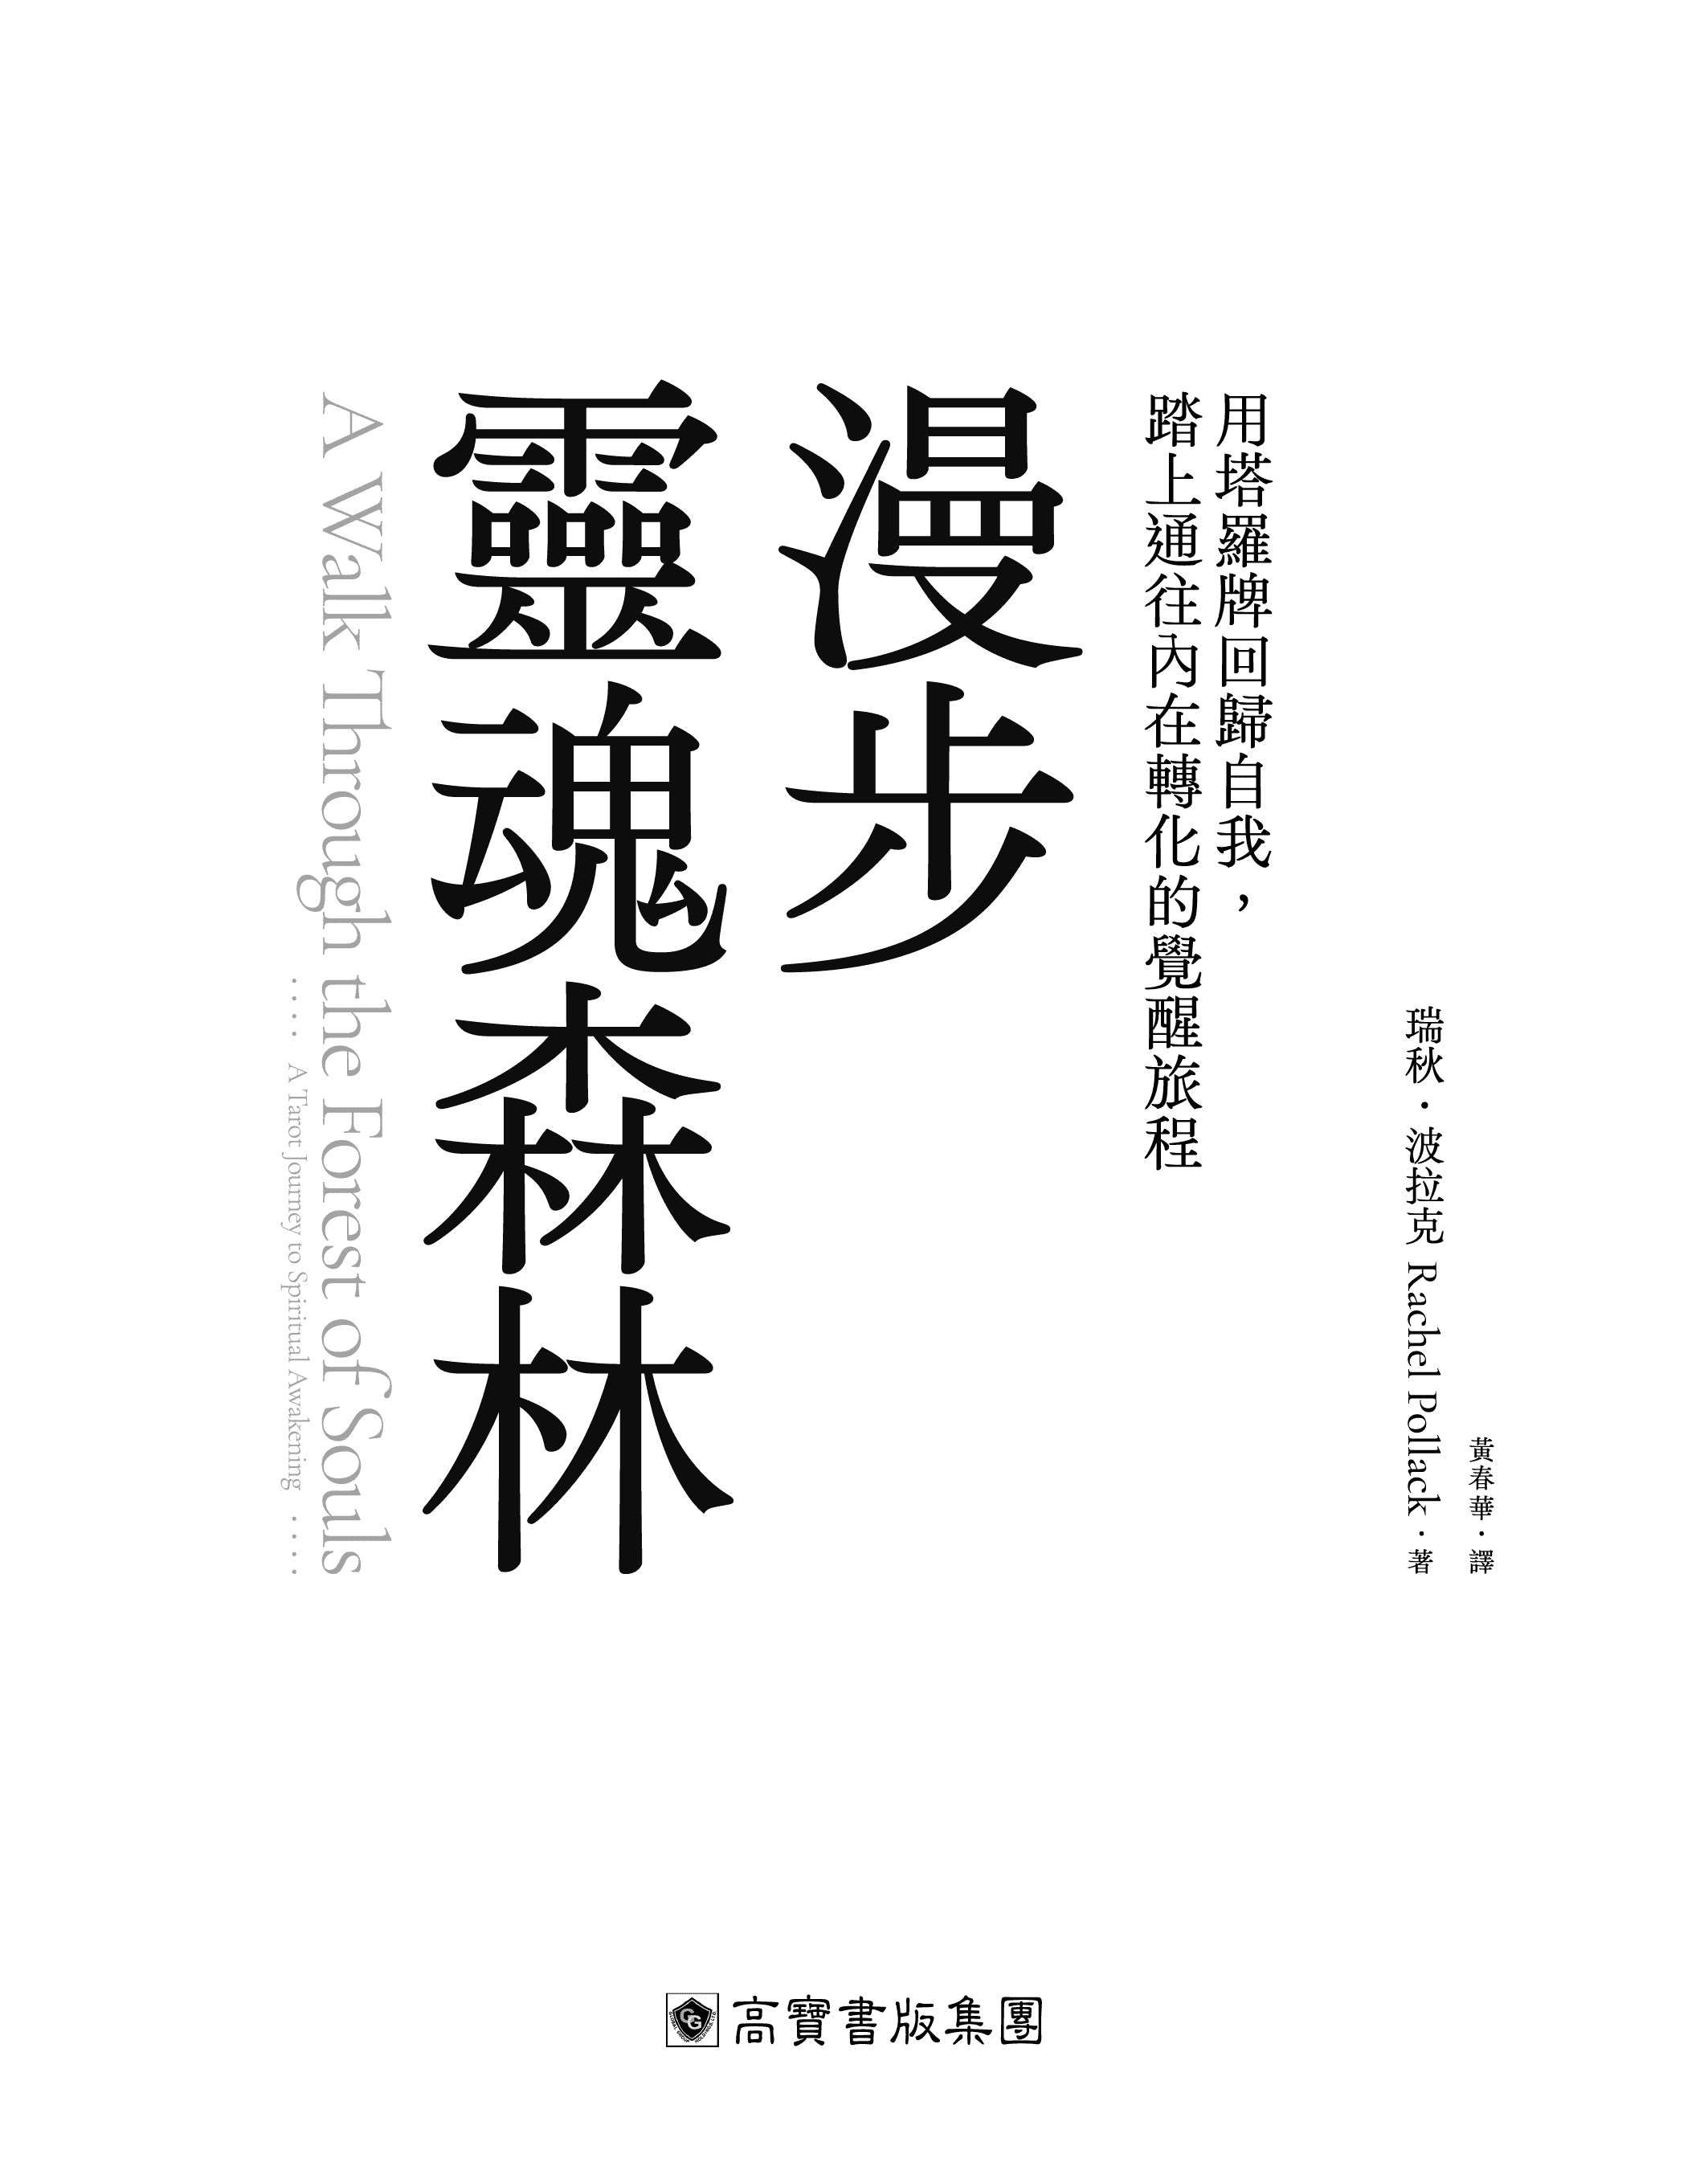 黃春華・譯
瑞秋・波拉克 Rachel Pollack・著
用塔羅牌回歸自我，
踏上通往內在轉化的覺醒旅程
漫步
靈魂森林
A Walk Through the Forest of Souls
.... A Tarot Journey to Spiritual Awakening ....
高寶書版集團